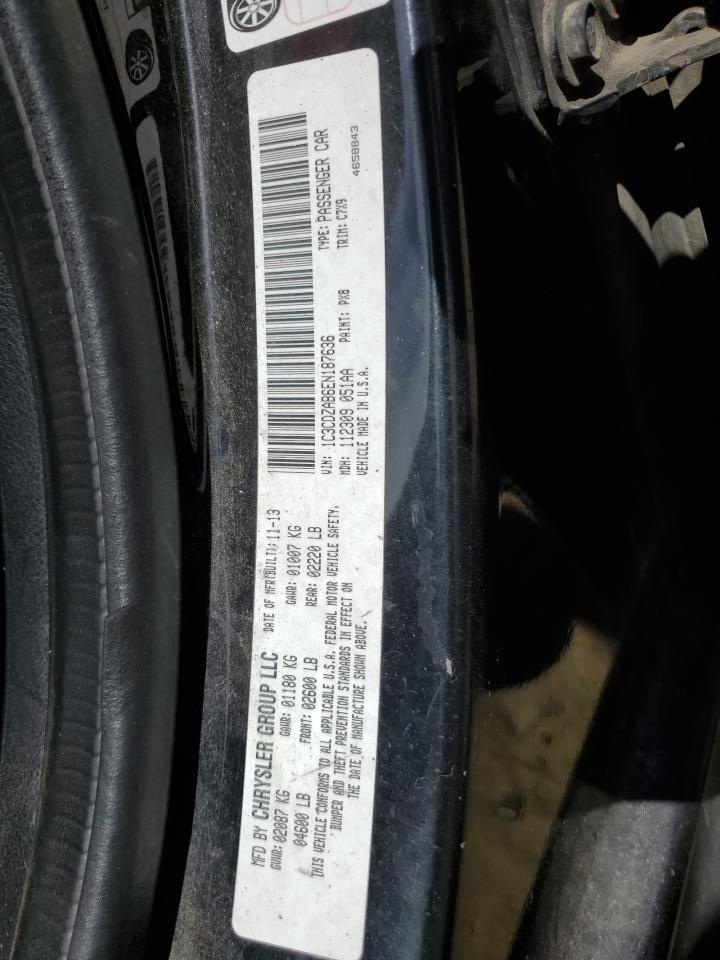 MFD BY CHRYSLER GROUP LLC DATE OF MFR(BUILT): 11-13
GVWR: 02087 KG GAWR: 01180 KG GAWR: 01007 KG
04600 LB FRONT: 02600 LB REAR: 02220 LB
THIS VEHICLE CONFORMS TO ALL APPLICABLE U.S.A. FEDERAL MOTOR VEHICLE SAFETY,
BUMPER AND THEFT PREVENTION STANDARDS IN EFFECT ON
THE DATE OF MANUFACTURE SHOWN ABOVE.
VIN: 1C3CDZAB6EN187636 TYPE: PASSENGER CAR
MDH: 112309 051AA PAINT: PX8 TRIM: C7X9
VEHICLE MADE IN U.S.A. 4658843